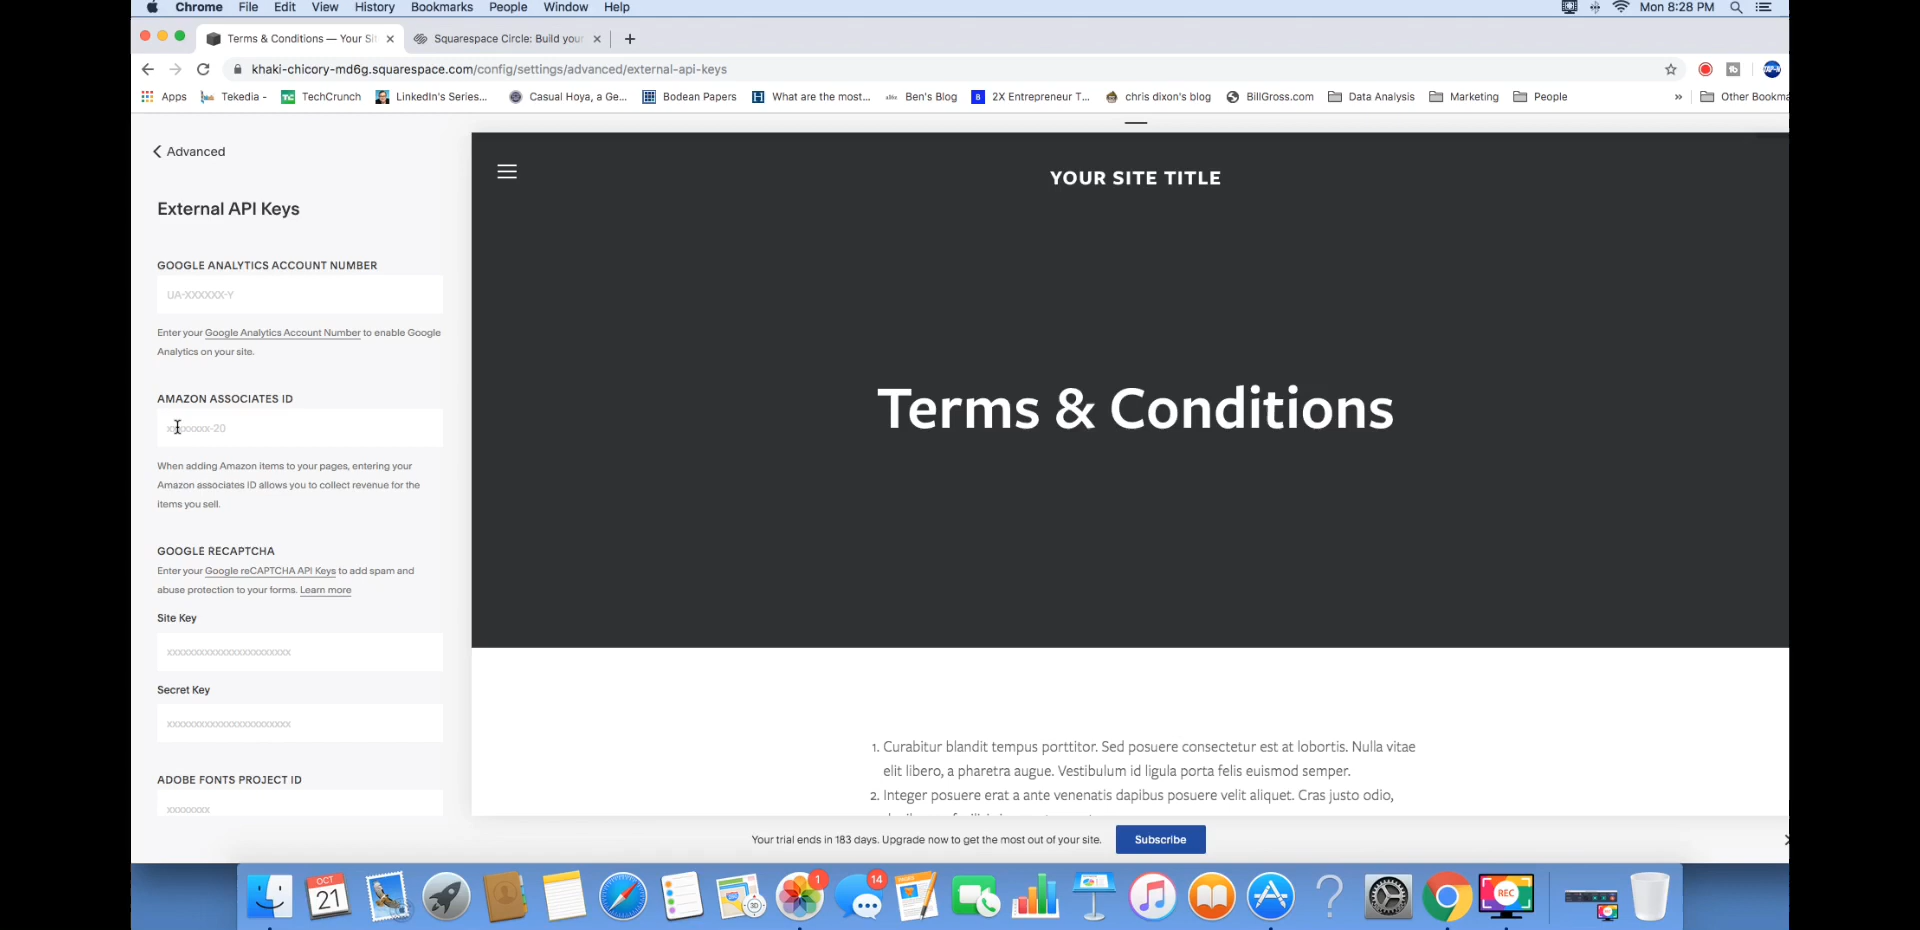 Chrome File Edit View History Bookmarks People Window Help Mon 8:28 PM
Terms & Conditions — Your Si Squarespace Circle: Build your
khaki-chicory-md6g.squarespace.com/config/settings/advanced/external-api-keys
Apps Tekedia - TechCrunch LinkedIn's Series... Casual Hoya, a Ge... Bodean Papers What are the most... Ben's Blog 2X Entrepreneur T... chris dixon's blog BillGross.com Data Analysis Marketing People » Other Bookma
Advanced
YOUR SITE TITLE
External API Keys
GOOGLE ANALYTICS ACCOUNT NUMBER
UA-XXXXXX-Y
Enter your Google Analytics Account Number to enable Google
Analytics on your site.
AMAZON ASSOCIATES ID
xxxxxxxx-20
When adding Amazon items to your pages, entering your
Amazon associates ID allows you to collect revenue for the
items you sell.
GOOGLE RECAPTCHA
Enter your Google reCAPTCHA API Keys to add spam and
abuse protection to your forms. Learn more
Site Key
Secret Key
ADOBE FONTS PROJECT ID
xxxxxxxx
Terms & Conditions
1. Curabitur blandit tempus porttitor. Sed posuere consectetur est at lobortis. Nulla vitae
elit libero, a pharetra augue. Vestibulum id ligula porta felis euismod semper.
2. Integer posuere erat a ante venenatis dapibus posuere velit aliquet. Cras justo odio,
Your trial ends in 183 days. Upgrade now to get the most out of your site. Subscribe
OCT
21
1
14
REC